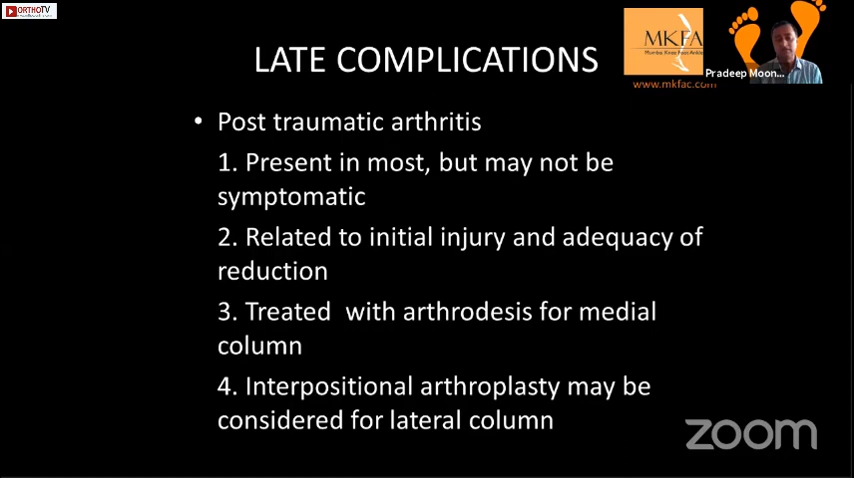 ORTHOTV
LATE COMPLICATIONS
MKFA
www.mkfac.com
Pradeep Moon...
• Post traumatic arthritis
1. Present in most, but may not be
symptomatic
2. Related to initial injury and adequacy of
reduction
3. Treated with arthrodesis for medial
column
4. Interpositional arthroplasty may be
considered for lateral column
zoom